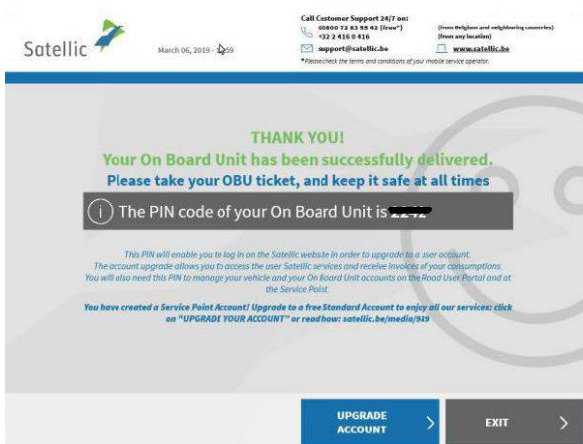 Satellic
March 06, 2019 -
Call Customer Support 24/7 on:
00800 72 83 55 42 (free*) (from Belgium and neighboring countries)
+32 2 416 0 416 (from any location)
support@satellic.be www.satellic.be
*Please check the terms and conditions of your mobile service operator.
THANK YOU!
Your On Board Unit has been successfully delivered.
Please take your OBU ticket, and keep it safe at all times
i The PIN code of your On Board Unit is
This PIN will enable you to log in on the Satellic website in order to upgrade to a user account.
The account upgrade allows you to access the user Satellic services and receive invoices of your consumptions.
You will also need this PIN to manage your vehicle and your On Board Unit accounts on the Road User Portal and at
the Service Point.
You have created a Service Point Account! Upgrade to a free Standard Account to enjoy all our services: click
on "UPGRADE YOUR ACCOUNT" or read how: satellic.be/media/989
UPGRADE
ACCOUNT
EXIT